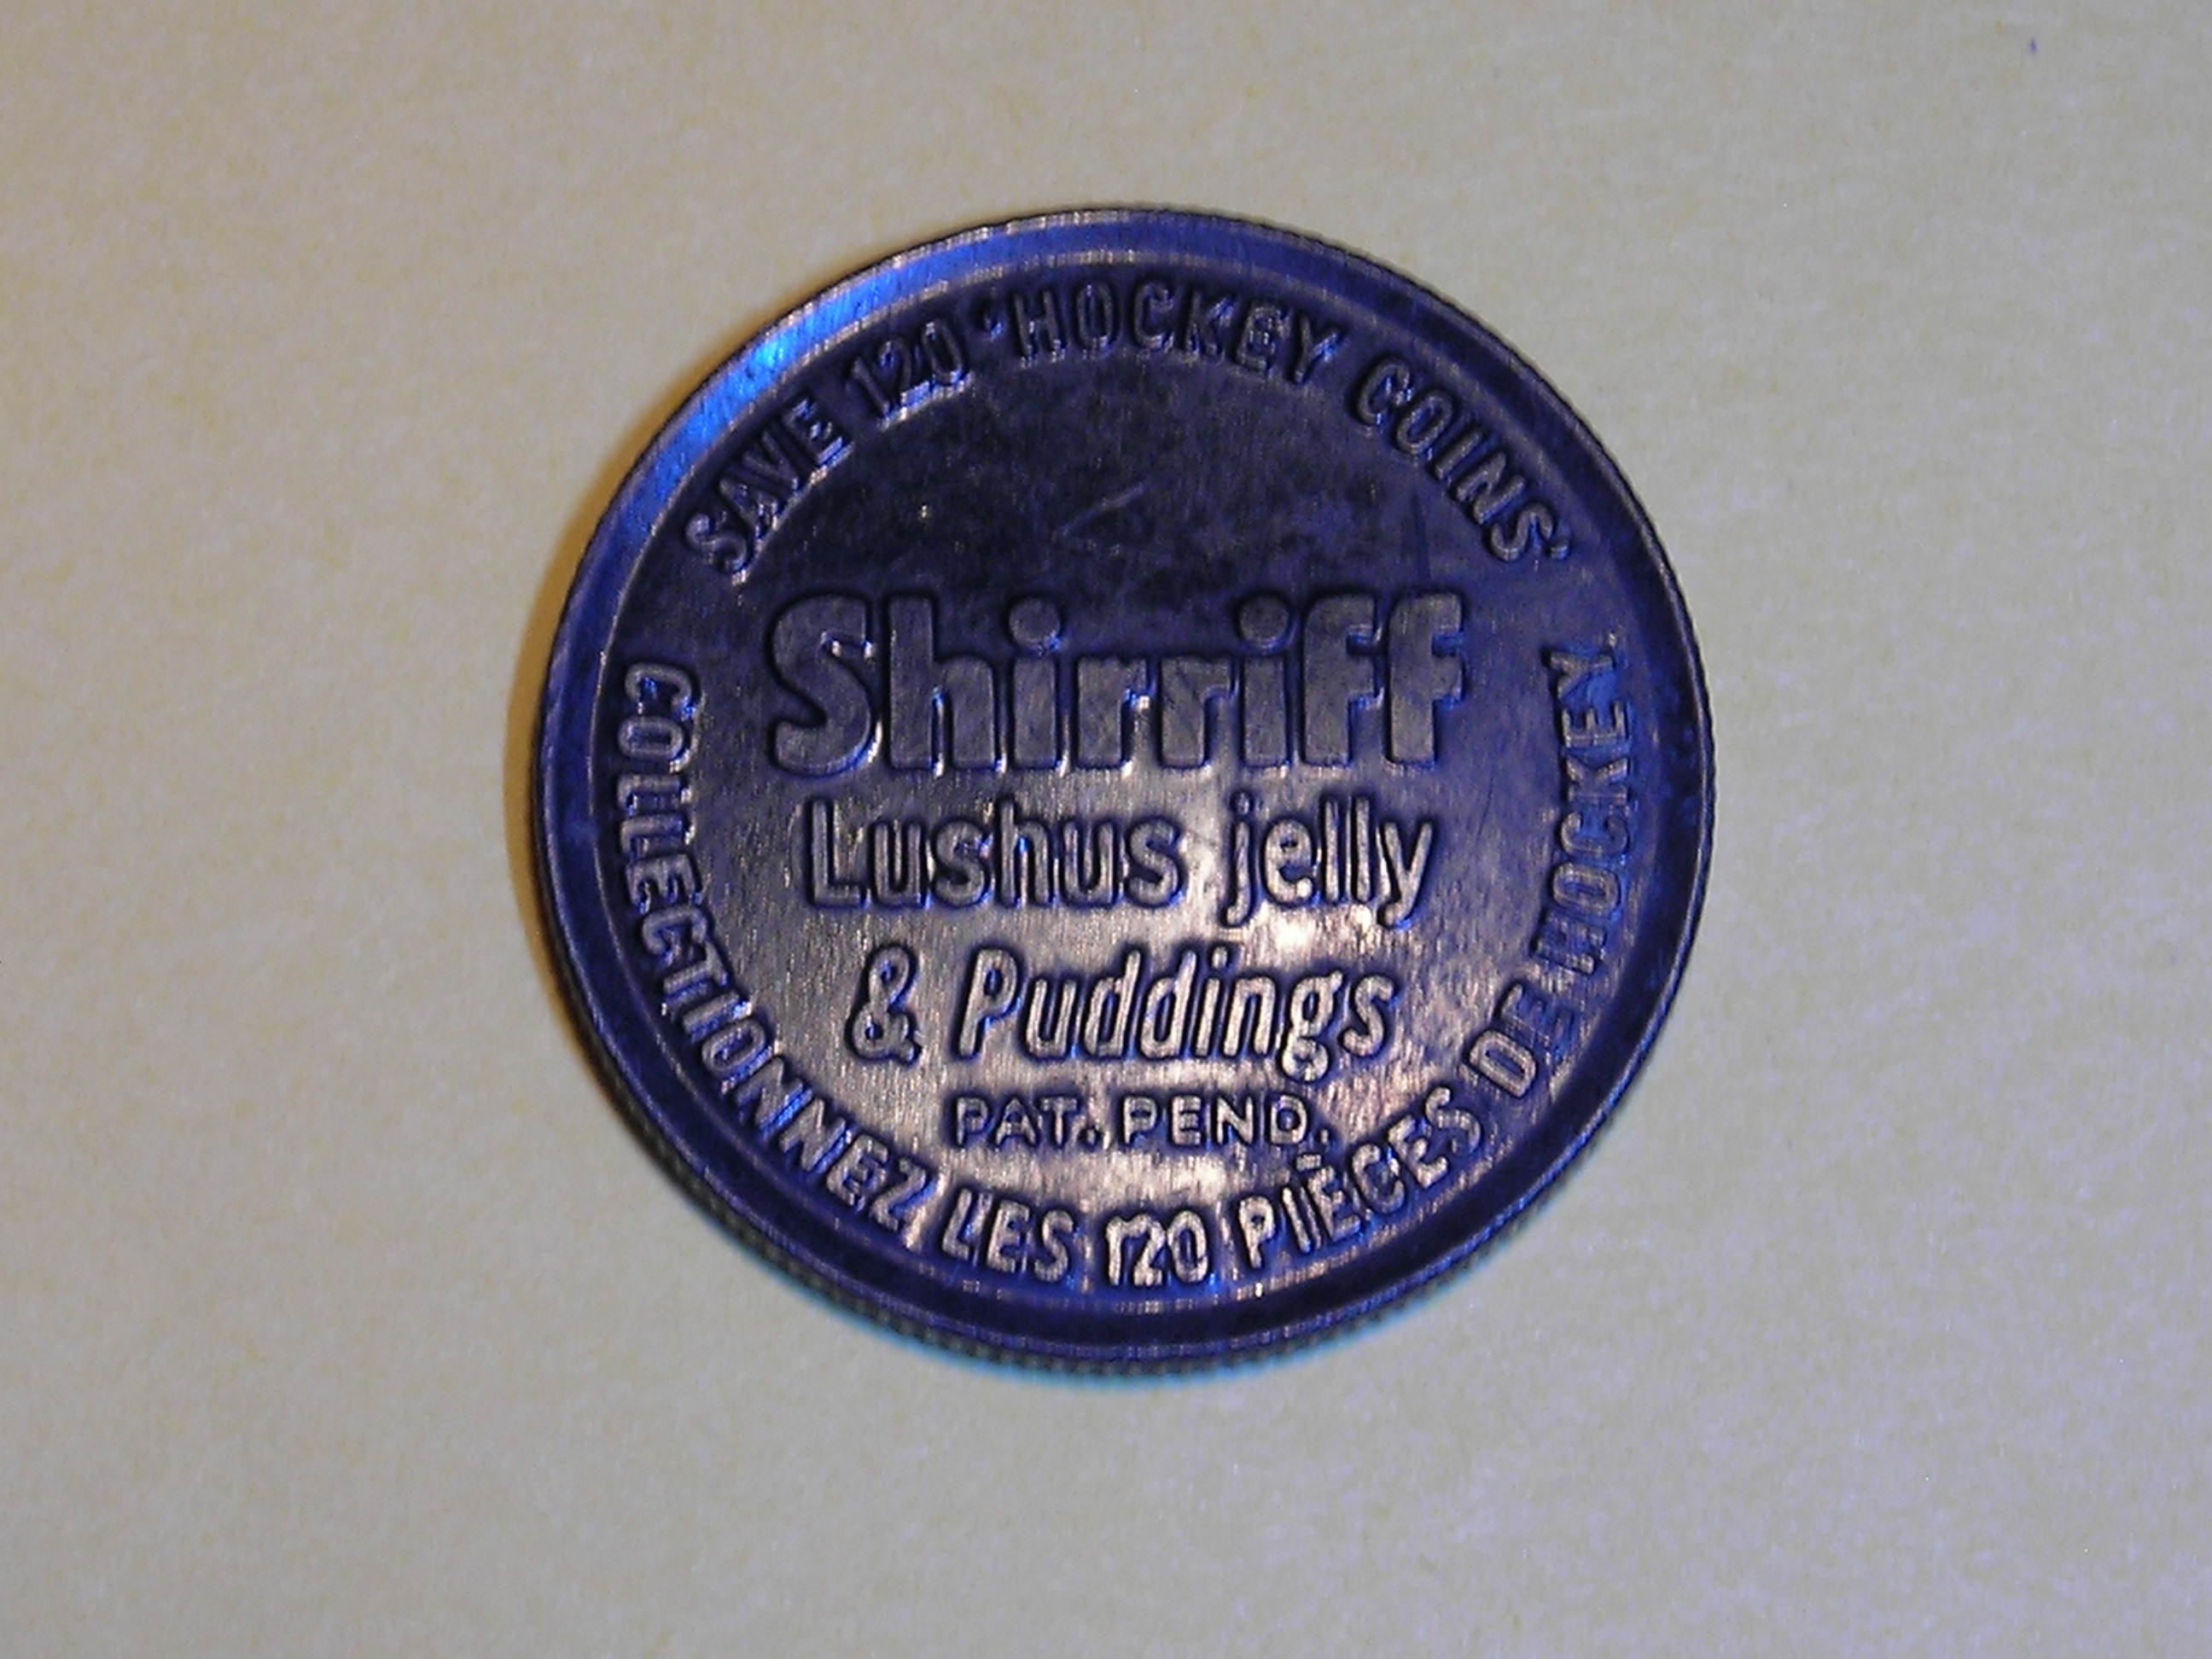 SAVE 120 'HOCKEY COINS'
Shirriff
Lushus jelly
& Puddings
PAT. PEND.
COLLECTIONNEZ LES 120 PIÈCES DE HOCKEY